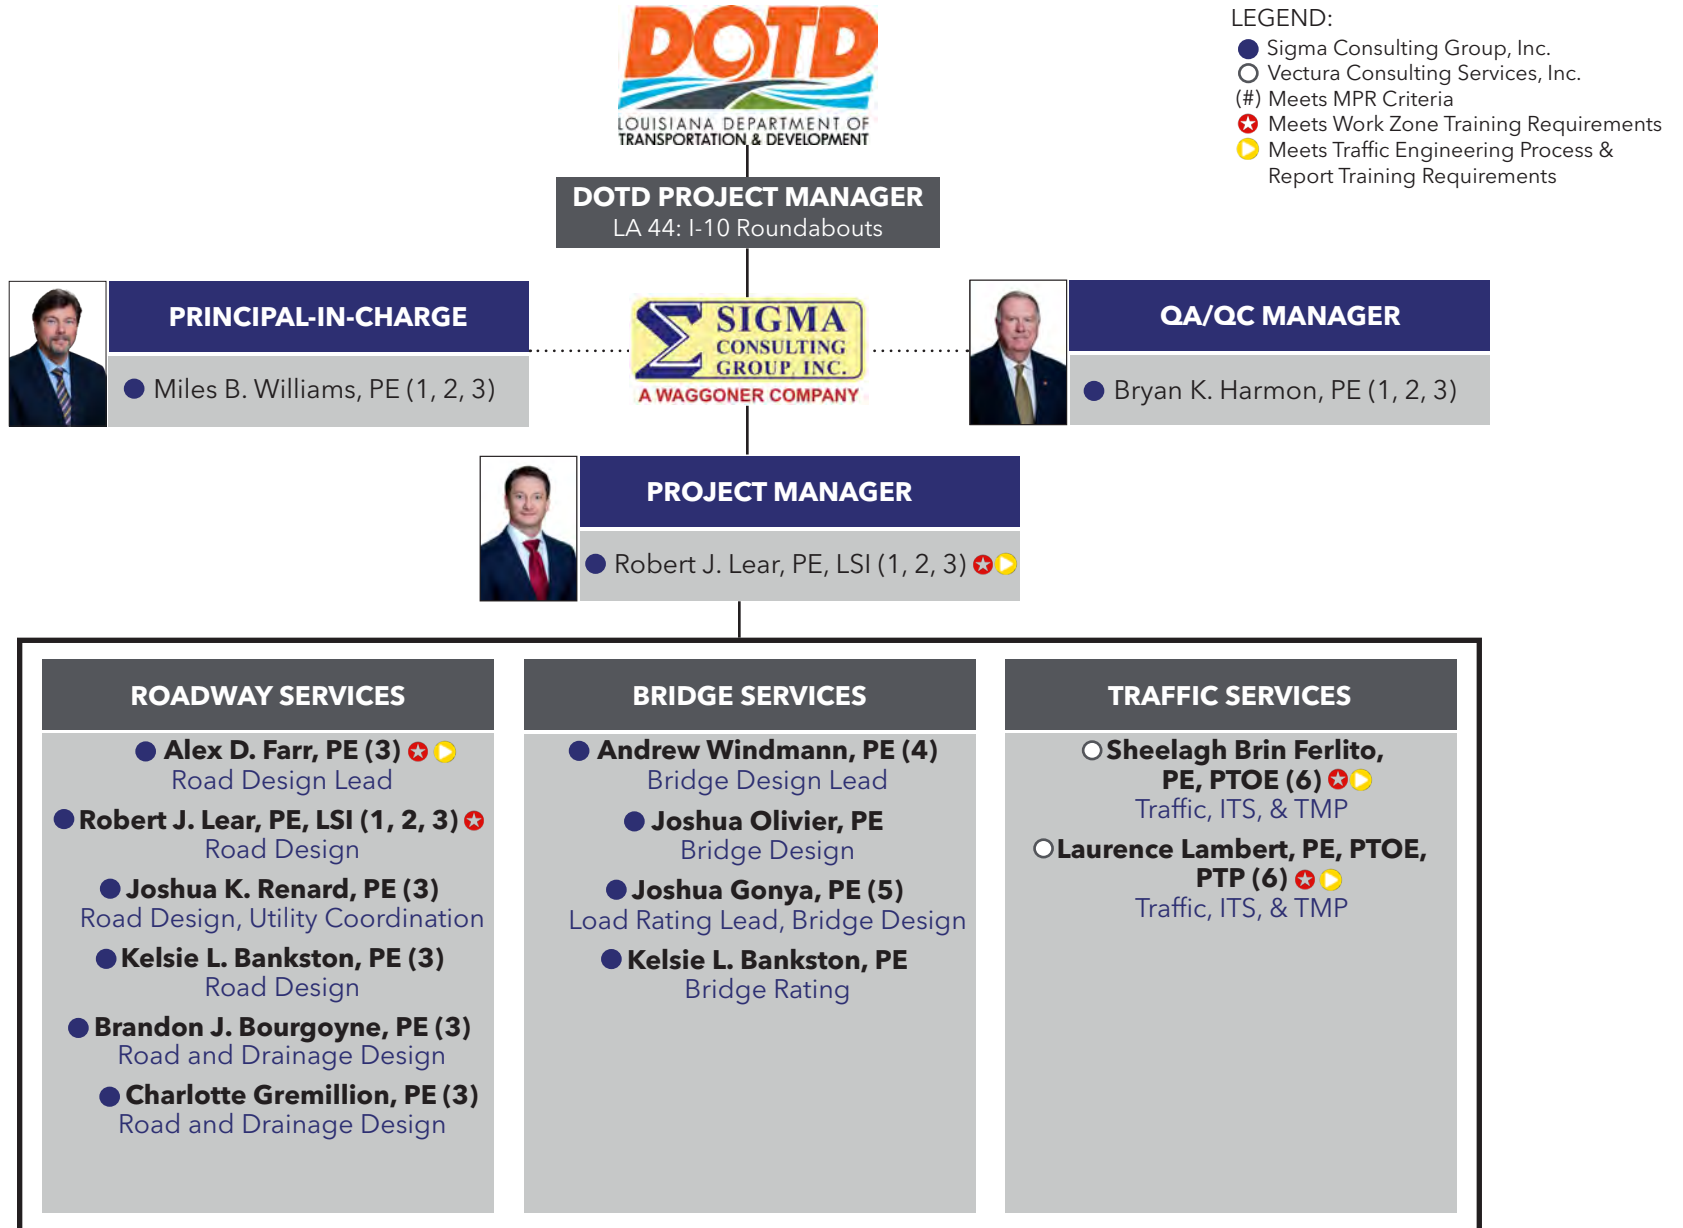 DOTD
LOUISIANA DEPARTMENT OF
TRANSPORTATION & DEVELOPMENT
LEGEND:
Sigma Consulting Group, Inc.
Vectura Consulting Services, Inc.
(#) Meets MPR Criteria
Meets Work Zone Training Requirements
Meets Traffic Engineering Process &
Report Training Requirements
DOTD PROJECT MANAGER
LA 44: I-10 Roundabouts
PRINCIPAL-IN-CHARGE
Miles B. Williams, PE (1, 2, 3)
Σ SIGMA
CONSULTING
GROUP, INC.
A WAGGONER COMPANY
QA/QC MANAGER
Bryan K. Harmon, PE (1, 2, 3)
PROJECT MANAGER
Robert J. Lear, PE, LSI (1, 2, 3)
ROADWAY SERVICES
Alex D. Farr, PE (3)
Road Design Lead
Robert J. Lear, PE, LSI (1, 2, 3)
Road Design
Joshua K. Renard, PE (3)
Road Design, Utility Coordination
Kelsie L. Bankston, PE (3)
Road Design
Brandon J. Bourgoyne, PE (3)
Road and Drainage Design
Charlotte Gremillion, PE (3)
Road and Drainage Design
BRIDGE SERVICES
Andrew Windmann, PE (4)
Bridge Design Lead
Joshua Olivier, PE
Bridge Design
Joshua Gonya, PE (5)
Load Rating Lead, Bridge Design
Kelsie L. Bankston, PE
Bridge Rating
TRAFFIC SERVICES
Sheelagh Brin Ferlito,
PE, PTOE (6)
Traffic, ITS, & TMP
Laurence Lambert, PE, PTOE,
PTP (6)
Traffic, ITS, & TMP